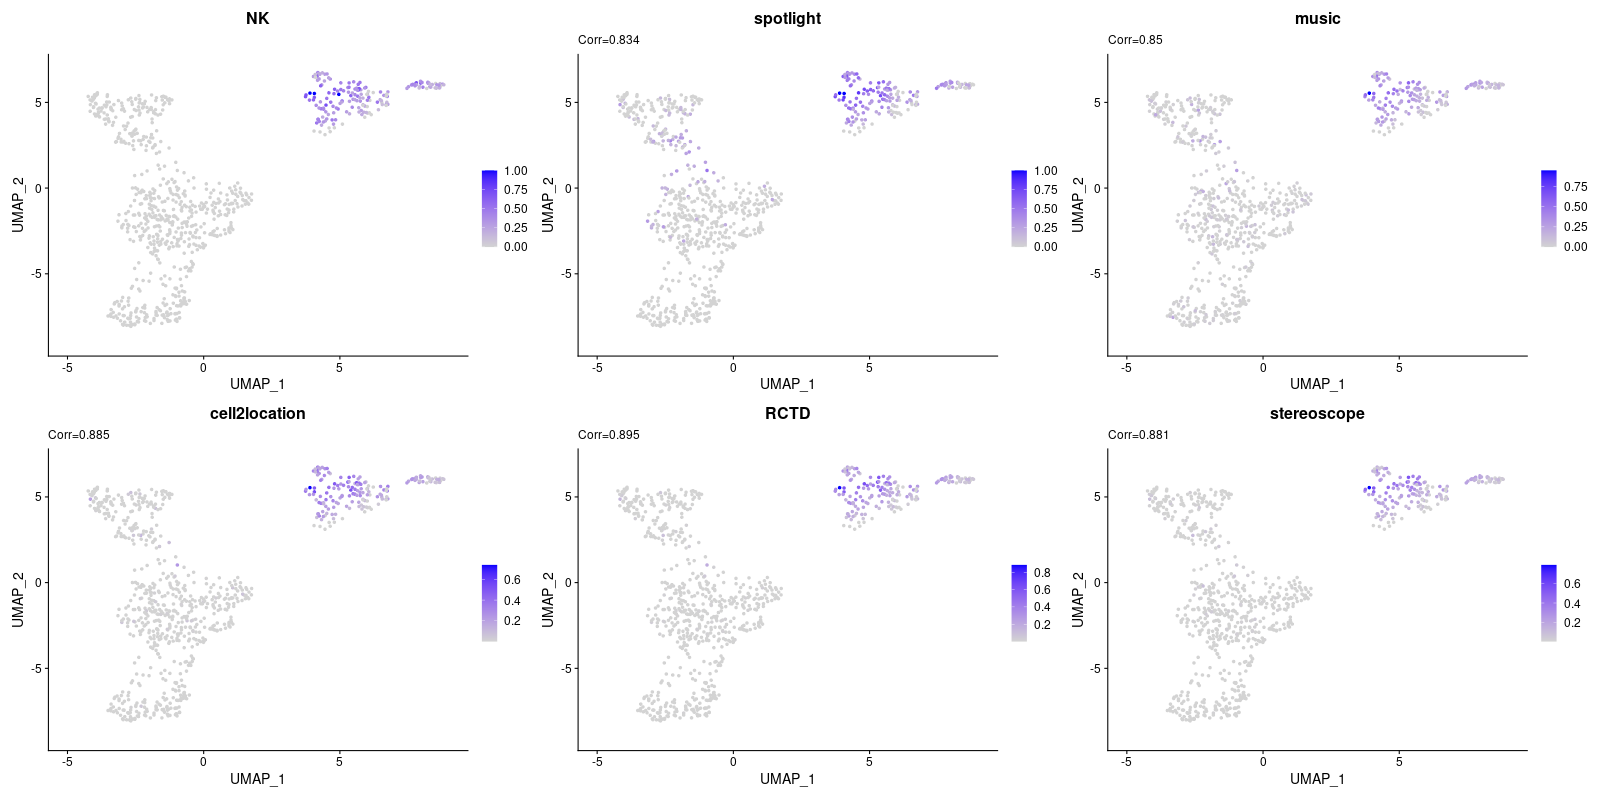 NK
5
0
-5
UMAP_2
-5
0
5
UMAP_1
1.00
0.75
0.50
0.25
0.00
spotlight
Corr=0.834
5
0
-5
UMAP_2
-5
0
5
UMAP_1
1.00
0.75
0.50
0.25
0.00
music
Corr=0.85
5
0
-5
UMAP_2
-5
0
5
UMAP_1
0.75
0.50
0.25
0.00
cell2location
Corr=0.885
5
0
-5
UMAP_2
-5
0
5
UMAP_1
0.6
0.4
0.2
RCTD
Corr=0.895
5
0
-5
UMAP_2
-5
0
5
UMAP_1
0.8
0.6
0.4
0.2
stereoscope
Corr=0.881
5
0
-5
UMAP_2
-5
0
5
UMAP_1
0.6
0.4
0.2